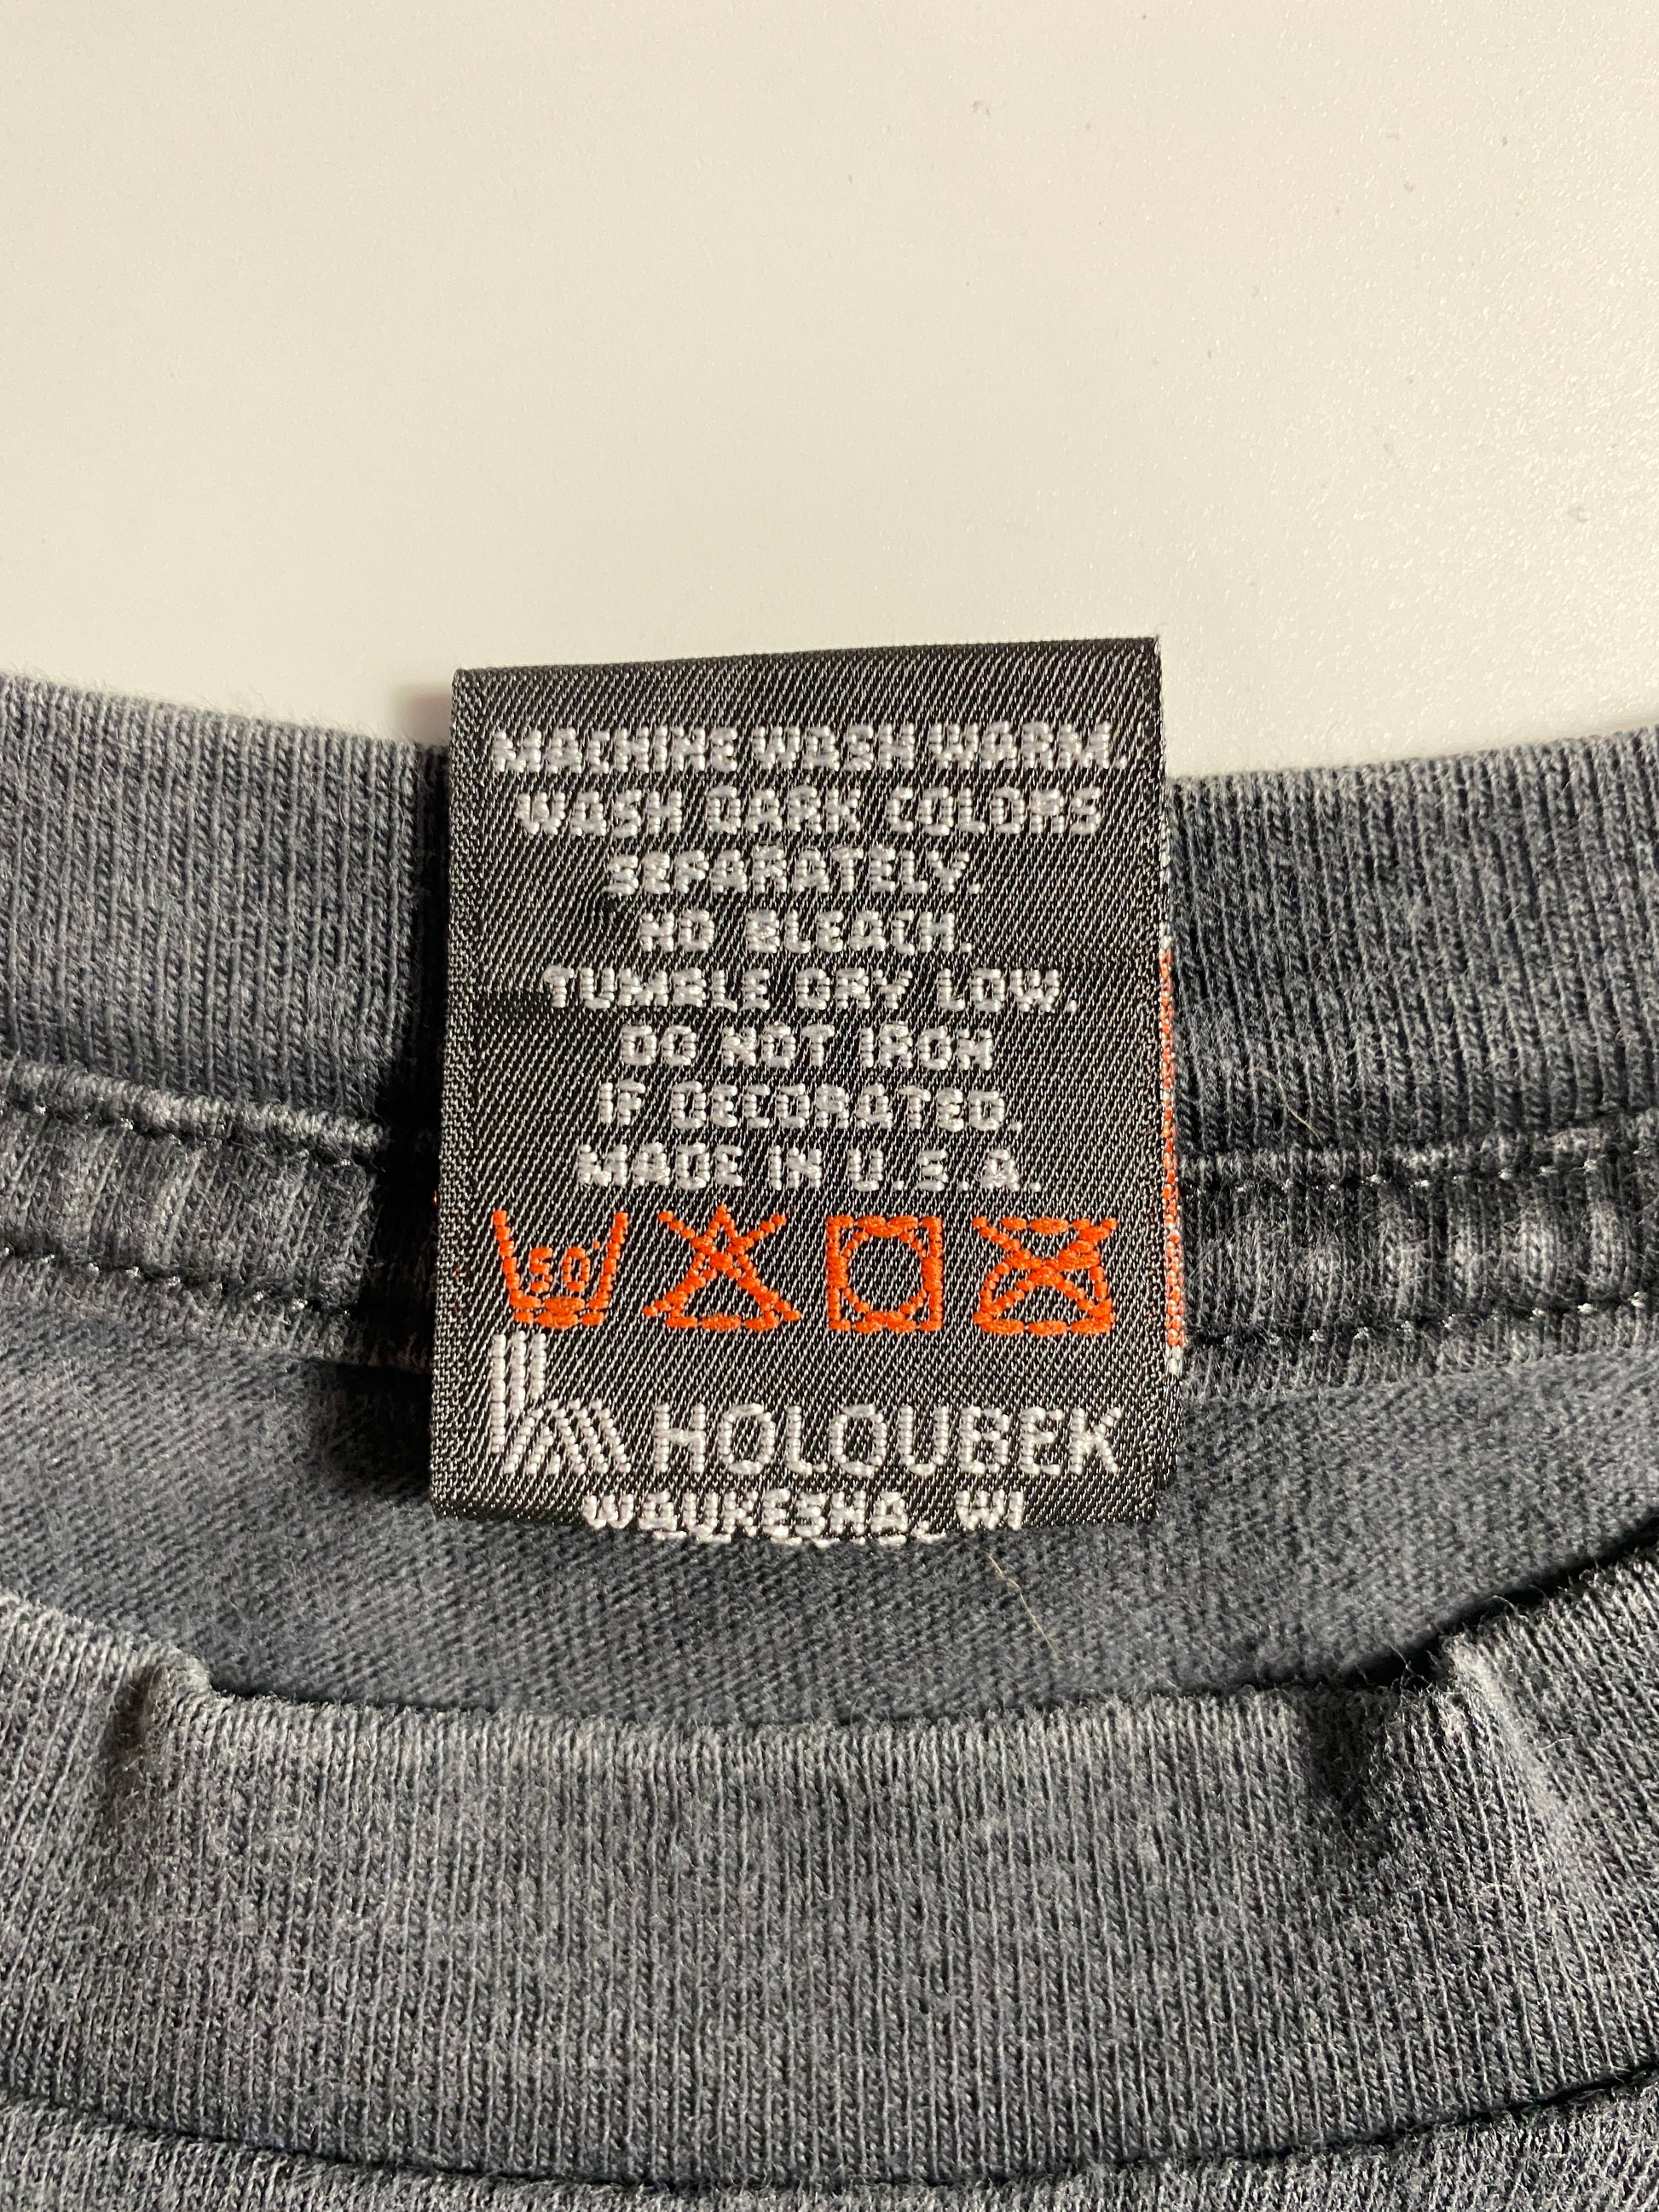 MACHINE WASH WARM.
WASH DARK COLORS
SEPARATELY.
NO BLEACH.
TUMBLE DRY LOW.
DO NOT IRON
IF DECORATED.
MADE IN U.S.A.
50°
HOLOUBEK
WAUKESHA, WI